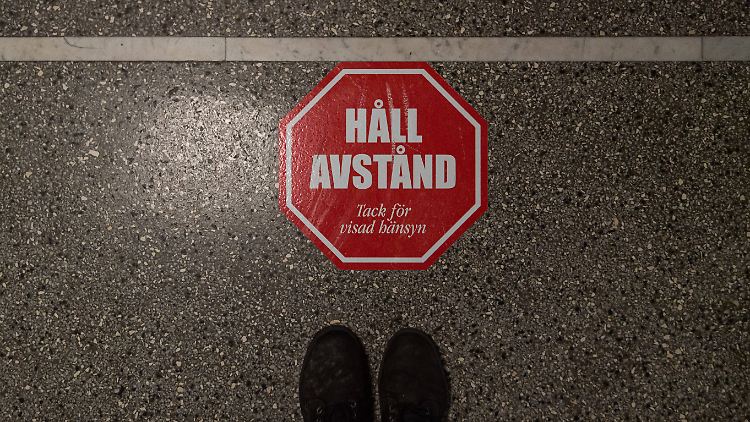 HÅLL
AVSTÅND
Tack för
visad hänsyn